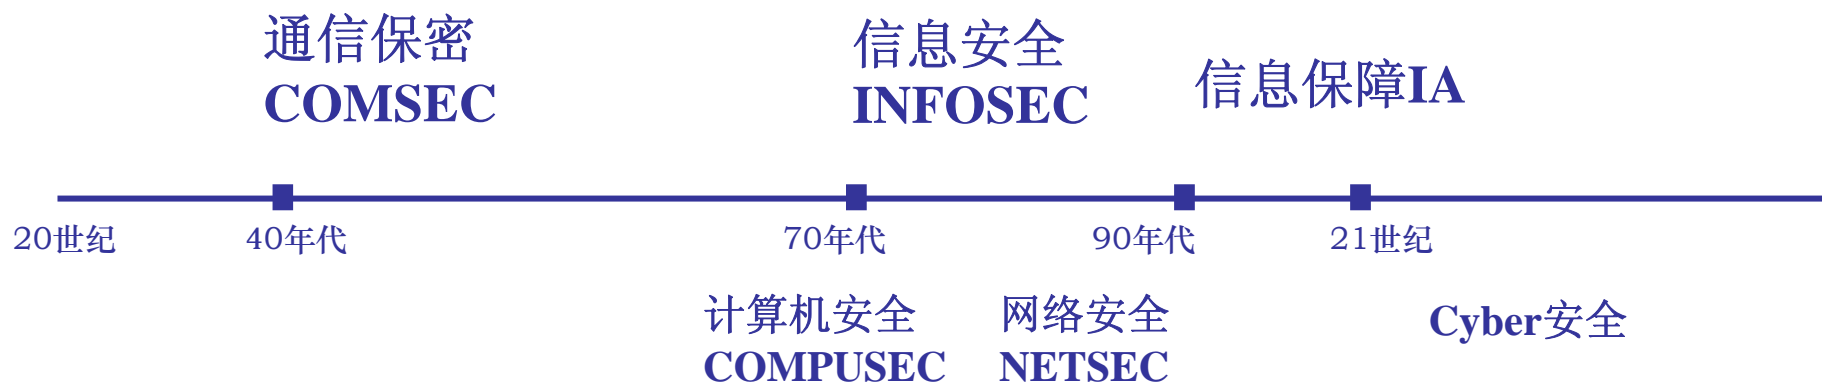 通信保密
COMSEC
信息安全
INFOSEC
信息保障IA
20世纪
40年代
70年代
90年代
21世纪
计算机安全
COMPUSEC
网络安全
NETSEC
Cyber安全